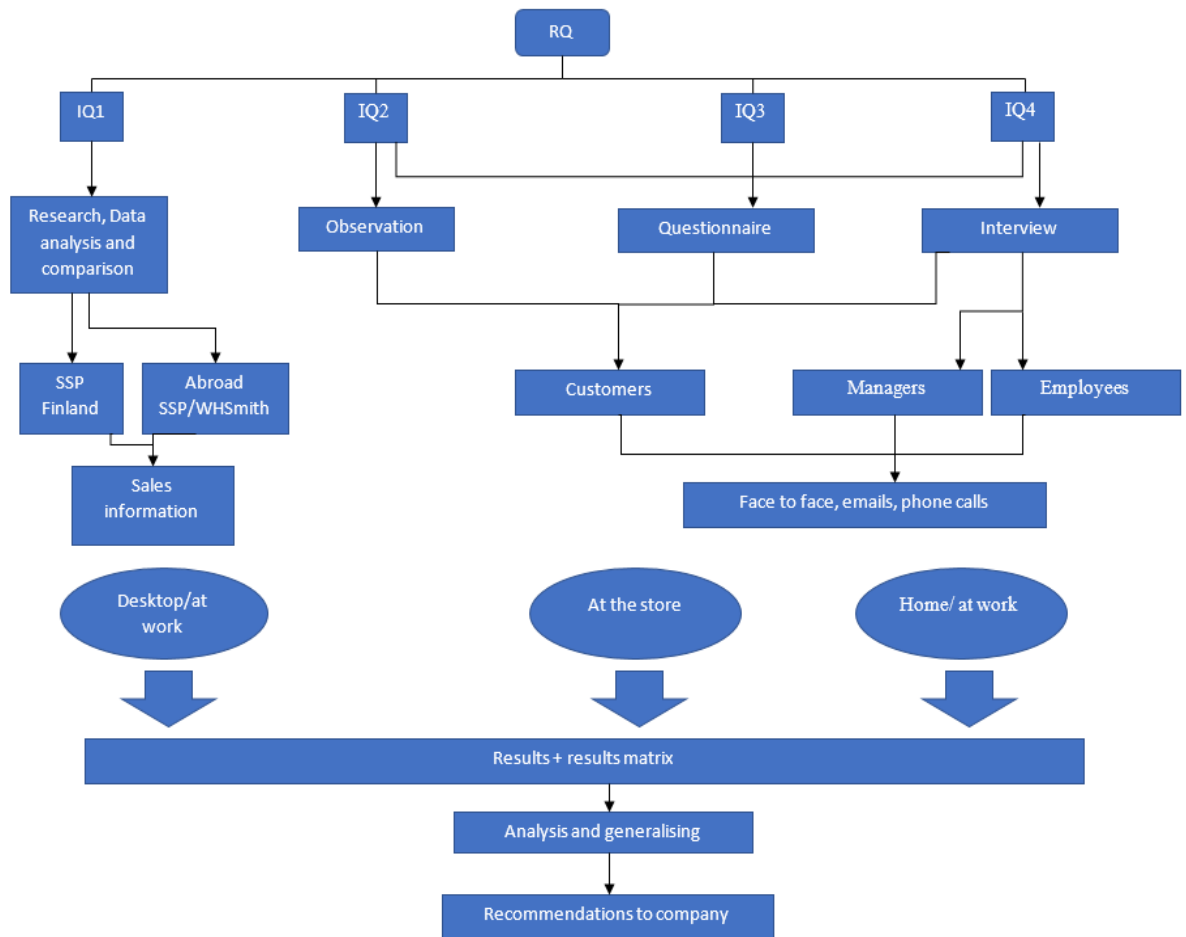 RQ
IQ1
IQ2
IQ3
IQ4
Research, Data
analysis and
comparison
Observation
Questionnaire
Interview
SSP
Finland
Abroad
SSP/WHSmith
Customers
Managers
Employees
Sales
information
Face to face, emails, phone calls
Desktop/at
work
At the store
Home/ at work
Results + results matrix
Analysis and generalising
Recommendations to company